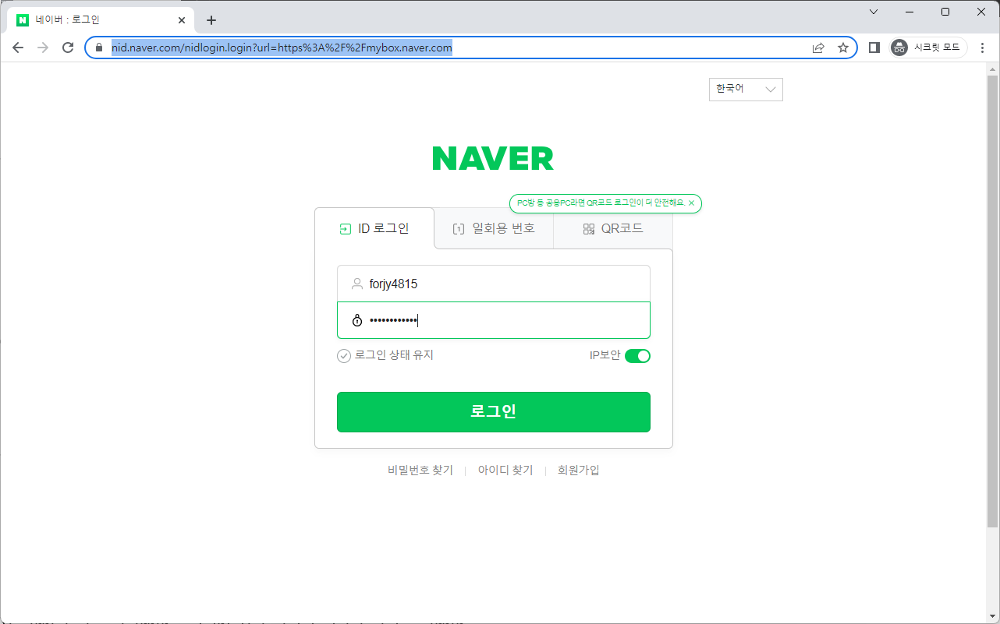 네이버 : 로그인
nid.naver.com/nidlogin.login?url=https%3A%2F%2Fmybox.naver.com
시크릿 모드
한국어
NAVER
PC방 등 공용PC라면 QR코드 로그인이 더 안전해요.
ID 로그인
일회용 번호
QR코드
forjy4815
••••••••••••
로그인 상태 유지
IP보안
로그인
비밀번호 찾기
아이디 찾기
회원가입